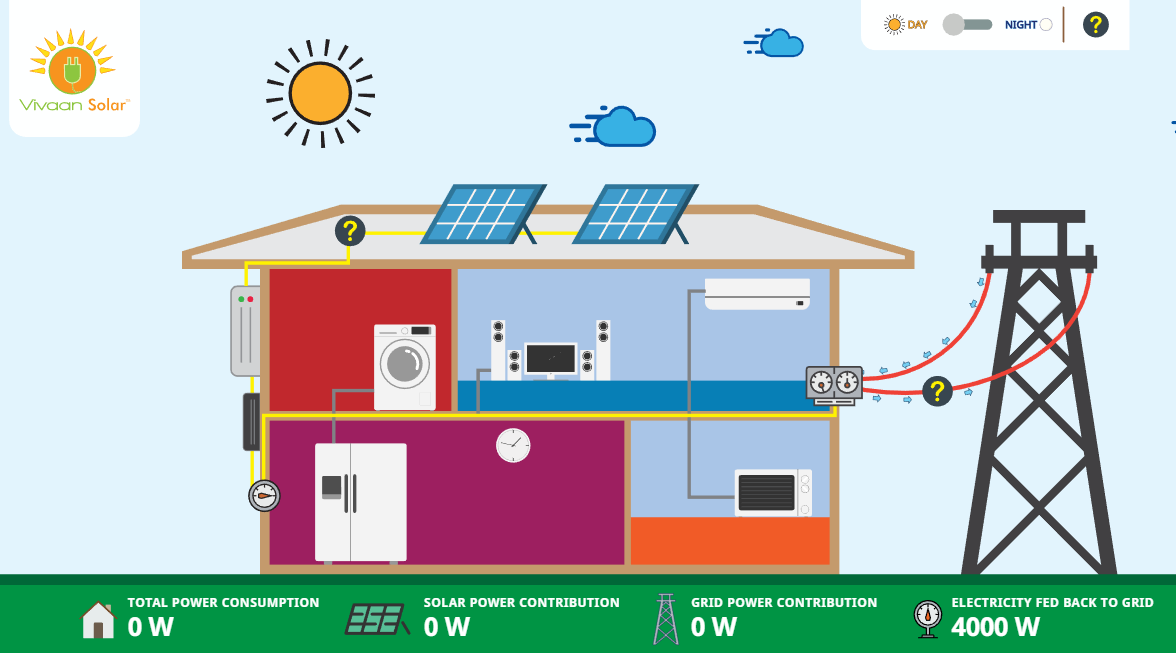 Vivaan Solar
DAY
NIGHT
?
?
?
TOTAL POWER CONSUMPTION
0 W
SOLAR POWER CONTRIBUTION
0 W
GRID POWER CONTRIBUTION
0 W
ELECTRICITY FED BACK TO GRID
4000 W